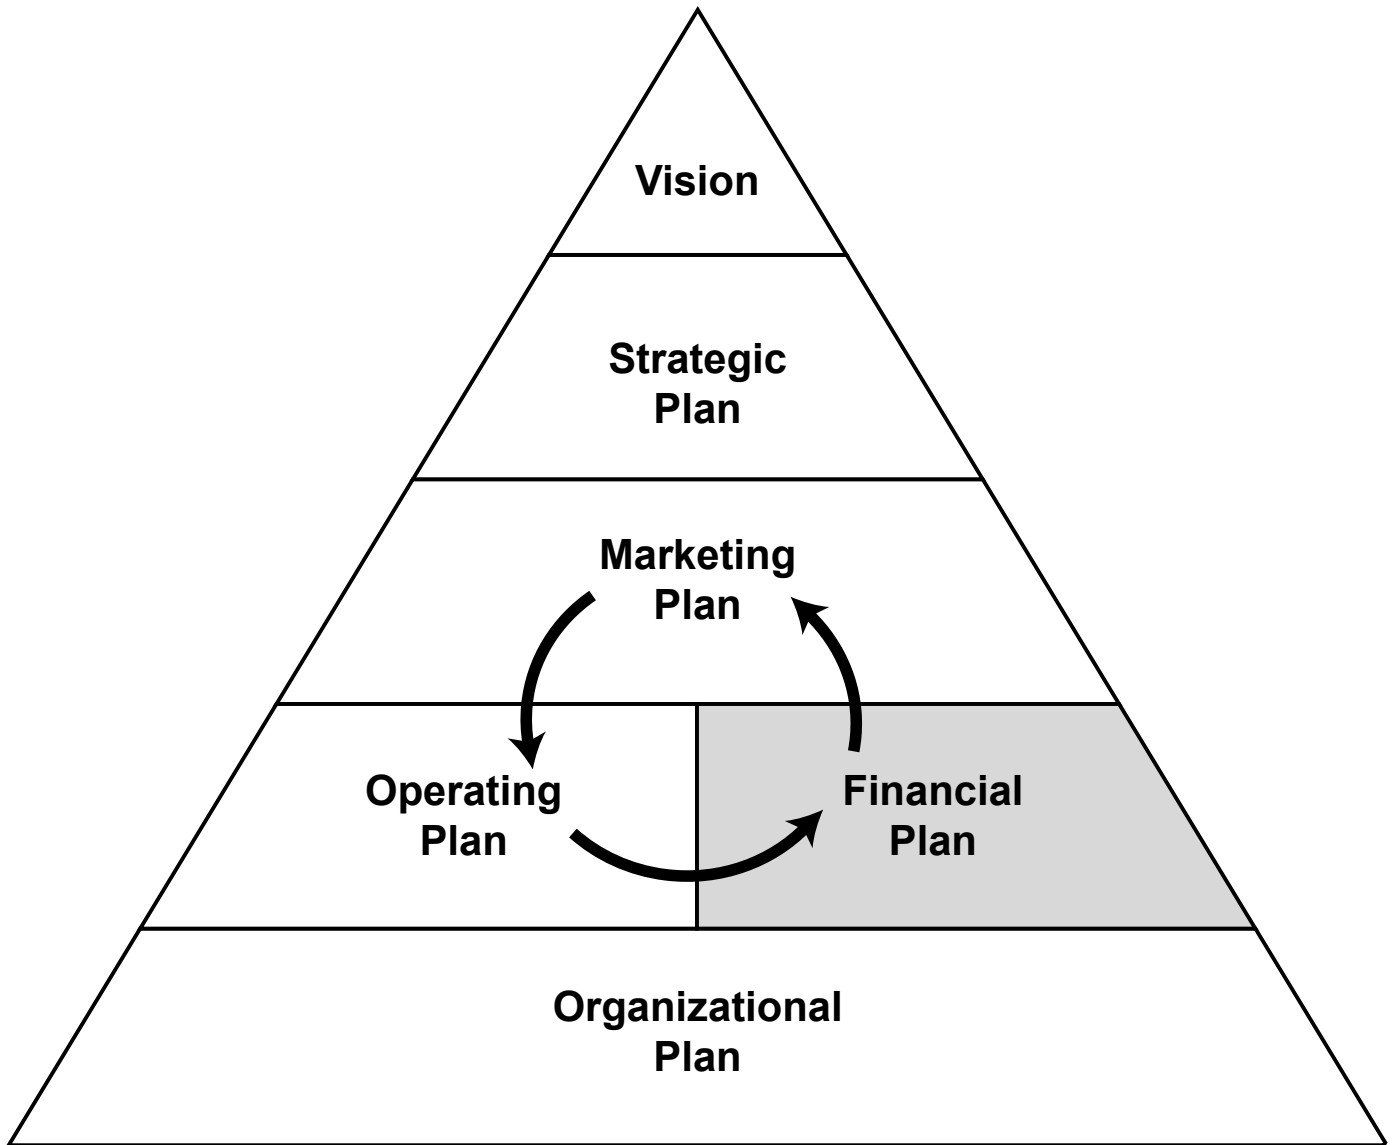 Vision
Strategic
Plan
Marketing
Plan
Operating
Plan
Financial
Plan
Organizational
Plan